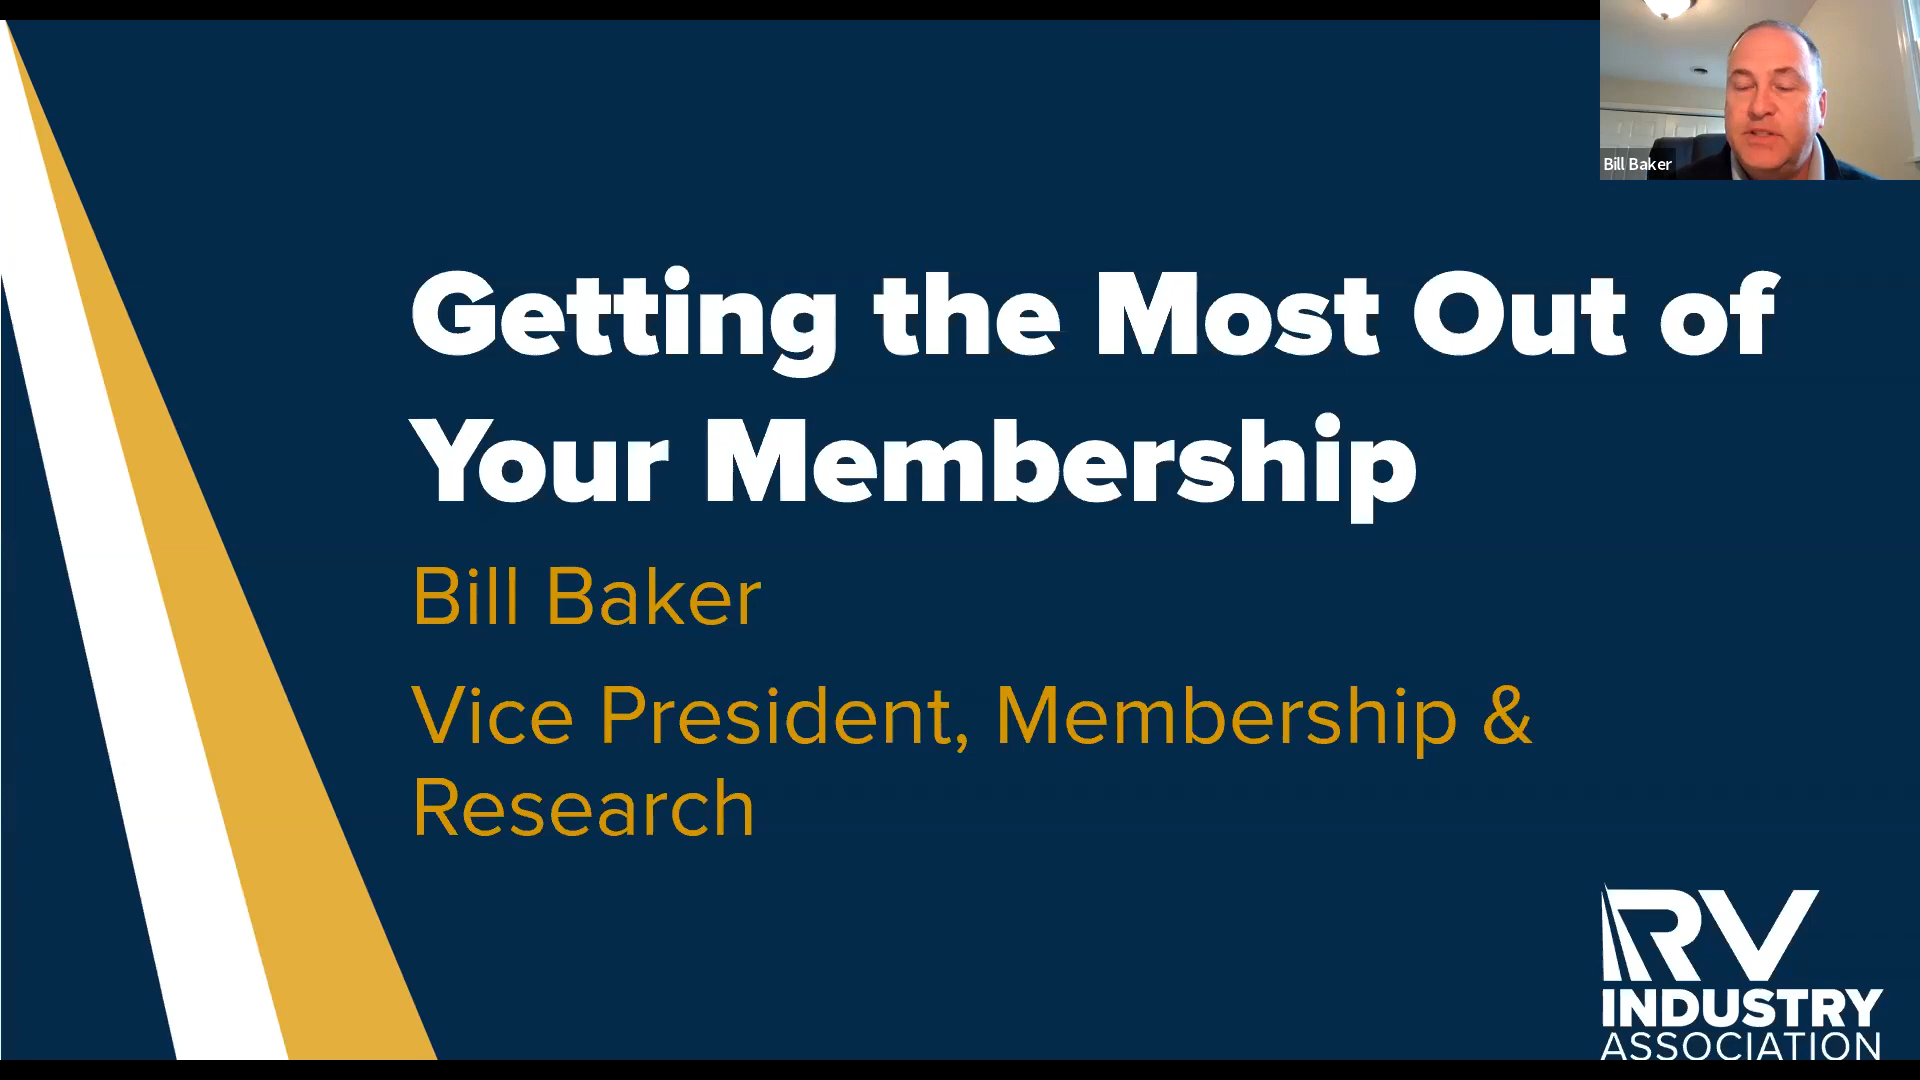 Bill Baker
Getting the Most Out of
Your Membership
Bill Baker
Vice President, Membership &
Research
RV
INDUSTRY
ASSOCIATION